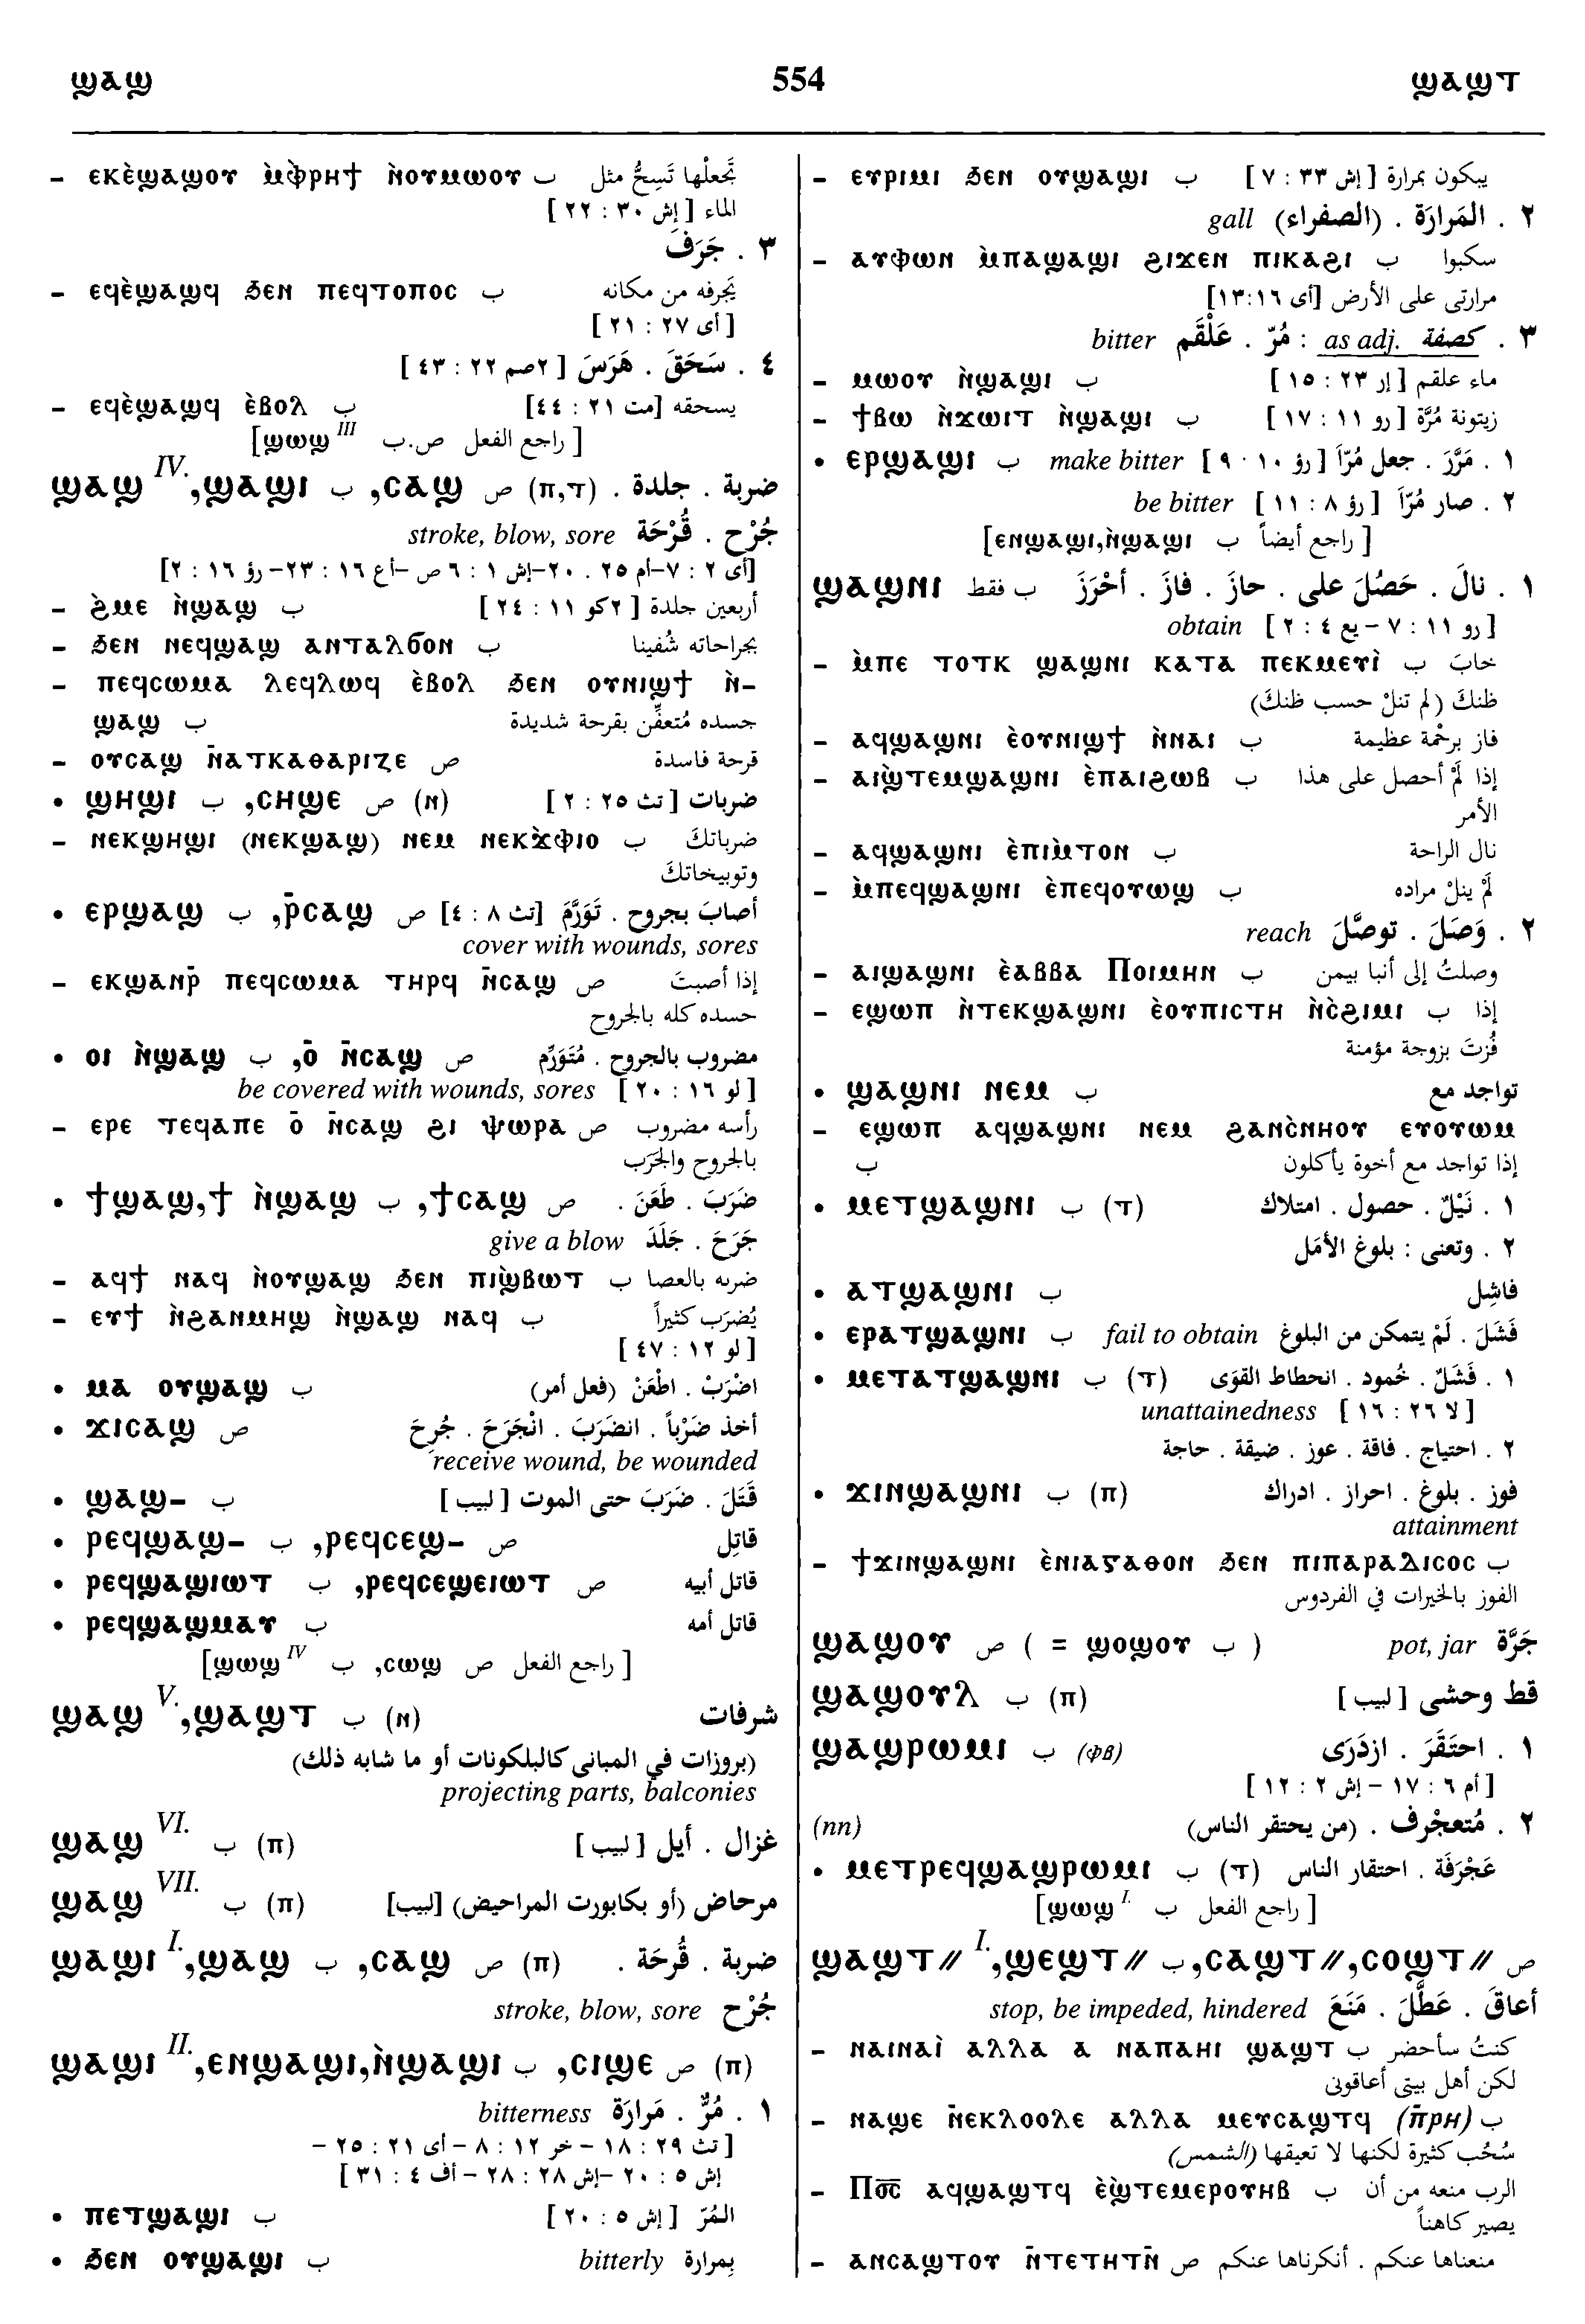 ϣⲁϣ 554 ϣⲁϣⲧ
– ⲉⲕⲉ̀ϣⲁϣⲟⲩ ⲙ̀ⲫⲣⲏϯ ⲛ̀ⲟⲩⲙⲱⲟⲩ ب تَجعلْها تَسِحُّ مثل
الماء [ إش ٣٠ : ٢٢ ]
٣ . جَرَفَ
– ⲉϥⲉ̀ϣⲁϣϥ ϧⲉⲛ ⲡⲉϥⲧⲟⲡⲟⲥ ب يَجرفه من مكانه
[ أى ٢٧ : ٢١ ]
٤ . سَحَقَ . هَرَسَ [ ٢صم ٢٢ : ٤٣ ]
– ⲉϥⲉ̀ϣⲁϣϥ ⲉ̀ⲃⲟⲗ ب يسحقه [مت ٢١ : ٤٤]
[ راجع الفعل ص.ب ϣⲱϣ III]
ϣⲁϣ IV.,ϣⲁϣⲓ ب ,ⲥⲁϣ ص (ⲡ,ⲧ) ضربة . جلدة .
جُرْح . قُرْحَة stroke, blow, sore
[أى ٢ : ٧–أم ٢٥ . ٢٠–إش ١ : ٦ ص –أع ١٦ : ٢٣– رؤ ١٦ : ٢]
– ϩ̀ⲙⲉ ⲛ̀ϣⲁϣ ب أربعين جلدة [ ٢كو ١١ : ٢٤ ]
– ϧⲉⲛ ⲛⲉϥϣⲁϣ ⲁⲛⲧⲁⲗϭⲟⲛ ب بجراحاته شُفينا
– ⲡⲉϥⲥⲱⲙⲁ ⲗⲉϥⲗⲱϥ ⲉ̀ⲃⲟⲗ ϧⲉⲛ ⲟⲩⲛⲓϣϯ ⲛ̀–
ϣⲁϣ ب جسده مُتعفِّن بقرحة شديدة
– ⲟⲩⲥⲁϣ ⲛ̄ⲁⲧⲕⲁⲑⲁⲣⲓⲍⲉ ص قرحة فاسدة
• ϣⲏϣⲓ ب ,ⲥⲏϣⲉ ص (ⲛ) ضربات [ تث ٢٥ : ٢ ]
– ⲛⲉⲕϣⲏϣⲓ (ⲛⲉⲕϣⲁϣ) ⲛⲉⲙ ⲛⲉⲕϫ̀ⲫⲓⲟ ب ضرباتكَ
وتوبيخاتكَ
• ⲉⲣϣⲁϣ ب ,ⲣ̄ⲥⲁϣ ص أصابَ بجروح . تَوَرَّمَ [تث ٨ : ٤]
cover with wounds, sores
– ⲉⲕϣⲁⲛⲣ̄ ⲡⲉϥⲥⲱⲙⲁ ⲧⲏⲣϥ ⲛ̄ⲥⲁϣ ص إذا أصبتَ
جسده كله بالجروح
• ⲟⲓ ⲛ̀ϣⲁϣ ب ,ⲟ̄ ⲛ̄ⲥⲁϣ ص مضروب بالجروح . مُتَوَرِّم
be covered with wounds, sores [ لو ١٦ : ٢٠ ]
– ⲉⲣⲉ ⲧⲉϥⲁⲡⲉ ⲟ̄ ⲛ̄ⲥⲁϣ ϩⲓ ⲯⲱⲣⲁ ص رأسه مضروب
بالجروح والجَرَب
• ϯϣⲁϣ,ϯ ⲛ̀ϣⲁϣ ب ,ϯⲥⲁϣ ص ضَرَبَ . طَعَنَ .
جَرَحَ . جَلَدَ give a blow
– ⲁϥϯ ⲛⲁϥ ⲛ̀ⲟⲩϣⲁϣ ϧⲉⲛ ⲡⲓϣ̀ⲃⲱⲧ ب ضربه بالعصا
– ⲉⲩϯ ⲛ̀ϩⲁⲛⲙⲏϣ ⲛ̀ϣⲁϣ ⲛⲁϥ ب يُضرَب كثيراً
[ لو ١٢ : ٤٧ ]
• ⲙⲁ ⲟⲩϣⲁϣ ب اضْرِبْ . اطْعَنْ (فعل أمر)
• ϫⲓⲥⲁϣ ص أخذ ضَرْباً . انضَرَبَ . انْجَرَحَ . جُرِحَ
receive wound, be wounded
• ϣⲁϣ– ب قَتَلَ . ضَرَبَ حتى الموت [ لبيب ]
• ⲣⲉϥϣⲁϣ– ب ,ⲣⲉϥⲥⲉϣ– ص قاتِل
• ⲣⲉϥϣⲁϣⲓⲱⲧ ب ,ⲣⲉϥⲥⲉϣⲉⲓⲱⲧ ص قاتل أبيه
• ⲣⲉϥϣⲁϣⲙⲁⲩ ب قاتل أمه
[ راجع الفعل ص ⲥⲱϣ, ب ϣⲱϣ IV]
ϣⲁϣ V.,ϣⲁϣⲧ ب (ⲛ) شرفات
(بروزات في المبانى كالبلكونات أو ما شابه ذلك)
projecting parts, balconies
ϣⲁϣ VI. ب (ⲡ) غزال . أيل [ لبيب ]
ϣⲁϣ VII. ب (ⲡ) مرحاض (أو بكابورت المراحيض) [لبيب]
ϣⲁϣⲓ I.,ϣⲁϣ ب ,ⲥⲁϣ ص (ⲡ) ضربة . قُرحَة .
جُرْح stroke, blow, sore
ϣⲁϣⲓ II.,ⲉⲛϣⲁϣⲓ,ⲛ̀ϣⲁϣⲓ ب ,ⲥⲓϣⲉ ص (ⲡ)
١ . مُرٌّ . مَرارَة bitterness
[ تث ٢٩ : ١٨ – خر ١٢ : ٨ – أى ٢١ : ٢٥ –
إش ٥ : ٢٠ –إش ٢٨ : ٢٨ – أف ٤ : ٣١ ]
• ⲡⲉⲧϣⲁϣⲓ ب المُرّ [ إش ٥ : ٢٠ ]
• ϧⲉⲛ ⲟⲩϣⲁϣⲓ ب بِمرارة bitterly
– ⲉⲩⲣⲓⲙⲓ ϧⲉⲛ ⲟⲩϣⲁϣⲓ ب يبكون بمرارة [ إش ٣٣ : ٧ ]
٢ . المَرارَة . (الصفراء) gall
– ⲁⲩⲫⲱⲛ ⲙ̀ⲡⲁϣⲁϣⲓ ϩⲓϫⲉⲛ ⲡⲓⲕⲁϩⲓ ب سكبوا
مرارتى على الأرض [أى ١٦:١٣]
٣ . كصفة as adj. : مُرّ . عَلْقَم bitter
– ⲙⲱⲟⲩ ⲛ̀ϣⲁϣⲓ ب ماء علقم [ إر ٢٣ : ١٥ ]
– ϯⲃⲱ ⲛ̀ϫⲱⲓⲧ ⲛ̀ϣⲁϣⲓ ب زيتونة مُرَّة [ رو ١١ : ١٧ ]
• ⲉⲣϣⲁϣⲓ ب ١ . مَرَّرَ . جعل مُرّاً [ رؤ ١٠ . ٩ ] make bitter
٢ . صار مُرّاً [ رؤ ٨ : ١١ ] be bitter
[ راجع أيضاً ب ⲉⲛϣⲁϣⲓ,ⲛ̀ϣⲁϣⲓ]
ϣⲁϣⲛⲓ ب فقط ١ . نالَ . حَصُلَ على . حازَ . فازَ . أحْرَزَ
[ رو ١١ : ٧ – يع ٤ : ٢ ] obtain
– ⲙ̀ⲡⲉ ⲧⲟⲧⲕ ϣⲁϣⲛⲓ ⲕⲁⲧⲁ ⲡⲉⲕⲙⲉⲩⲓ̀ ب خابَ
ظنكَ (لم تنلْ حسب ظنكَ)
– ⲁϥϣⲁϣⲛⲓ ⲉ̀ⲟⲩⲛⲓϣϯ ⲛ̀ⲛⲁⲓ ب فاز برحْمة عظيمة
– ⲁⲓϣ̀ⲧⲉⲙϣⲁϣⲛⲓ ⲉ̀ⲡⲁⲓϩⲱⲃ ب إذا لَمْ أحصل على هذا
الأمر
– ⲁϥϣⲁϣⲛⲓ ⲉ̀ⲡⲓⲙ̀ⲧⲟⲛ ب نال الراحة
– ⲙ̀ⲡⲉϥϣⲁϣⲛⲓ ⲉ̀ⲡⲉϥⲟⲩⲱϣ ب لَمْ ينلْ مراده
٢ . وَصَلَ . توصَّلَ reach
– ⲁⲓϣⲁϣⲛⲓ ⲉ̀ⲁⲃⲃⲁ Ⲡⲟⲓⲙⲏⲛ ب وصلتُ إلى أنبا بيمن
– ⲉϣⲱⲡ ⲛ̀ⲧⲉⲕϣⲁϣⲛⲓ ⲉ̀ⲟⲩⲡⲓⲥⲧⲏ ⲛ̀ⲥ̀ϩⲓⲙⲓ ب إذا
فُزتَ بزوجة مؤمنة
• ϣⲁϣⲛⲓ ⲛⲉⲙ ب تواجد مع
– ⲉϣⲱⲡ ⲁϥϣⲁϣⲛⲓ ⲛⲉⲙ ϩⲁⲛⲥ̀ⲛⲏⲟⲩ ⲉⲩⲟⲩⲱⲙ
ب إذا تواجد مع أخوة يأكلون
• ⲙⲉⲧϣⲁϣⲛⲓ ب (ⲧ) ١ . نَيْلٌ . حصول . امتلاك
٢ . وتعنى : بلوغ الأمَل
• ⲁⲧϣⲁϣⲛⲓ ب فاشِل
• ⲉⲣⲁⲧϣⲁϣⲛⲓ ب fail to obtain فَشَلَ . لَمْ يتمكن من البلوغ
• ⲙⲉⲧⲁⲧϣⲁϣⲛⲓ ب (ⲧ) ١ . فَشَلٌ . خُمود . انحطاط القوَى
[ لا ٢٦ : ١٦ ] unattainedness
٢ . احتياج . فاقة . عوز . ضيقة . حاجة
• ϫⲓⲛϣⲁϣⲛⲓ ب (ⲡ) فوز . بلوغ . احراز . ادراك
attainment
– ϯϫⲓⲛϣⲁϣⲛⲓ ⲉ̀ⲛⲓⲁⲅⲁⲑⲟⲛ ϧⲉⲛ ⲡⲓⲡⲁⲣⲁⲇⲓⲥⲟⲥ ب
الفوز بالخيرات في الفردوس
ϣⲁϣⲟⲩ ص ( = ϣⲟϣⲟⲩ ب ) جَرَّة pot, jar
ϣⲁϣⲟⲩⲗ ب (ⲡ) قط وحشى [ لبيب ]
ϣⲁϣⲣⲱⲙⲓ ب (ⲫⲃ) ١ . احتَقَرَ . ازدَرَى
[ أم ٦ : ١٧ – إش ٢ : ١٢ ]
(nn) ٢ . مُتعجْرِف . (من يحتقر الناس)
• ⲙⲉⲧⲣⲉϥϣⲁϣⲣⲱⲙⲓ ب (ⲧ) عَجْرَفَة . احتقار الناس
[ راجع الفعل ب ϣⲱϣ I.]
ϣⲁϣⲧ// I.,ϣⲉϣⲧ// ب,ⲥⲁϣⲧ//,ⲥⲟϣⲧ// ص
أعاقَ . عَطَّلَ . مَنَعَ stop, be impeded, hindered
– ⲛⲁⲓⲛⲁⲓ̀ ⲁⲗⲗⲁ ⲁ ⲛⲁⲡⲁⲏⲓ ϣⲁϣⲧ ب كنتُ سأحضر
لكن أهل بيتى أعاقونى
– ⲛⲁϣⲉ ⲛ̄ⲉⲕⲗⲟⲟⲗⲉ ⲁⲗⲗⲁ ⲙⲉⲩⲥⲁϣⲧϥ (ⲡ̄ⲣⲏ) ب
سُحُب كثيرة لكنها لا تعيقها (الشمس)
– Ⲡⲟ̅ⲥ̅ ⲁϥϣⲁϣⲧϥ ⲉ̀ϣ̀ⲧⲉⲙⲉⲣⲟⲩⲏⲃ ب الرب منعه من أن
يصير كاهناً
– ⲁⲛⲥⲁϣⲧⲟⲩ ⲛ̄ⲧⲉⲧⲏⲧⲛ̄ ص منعناها عنكم . أنكرناها عنكم